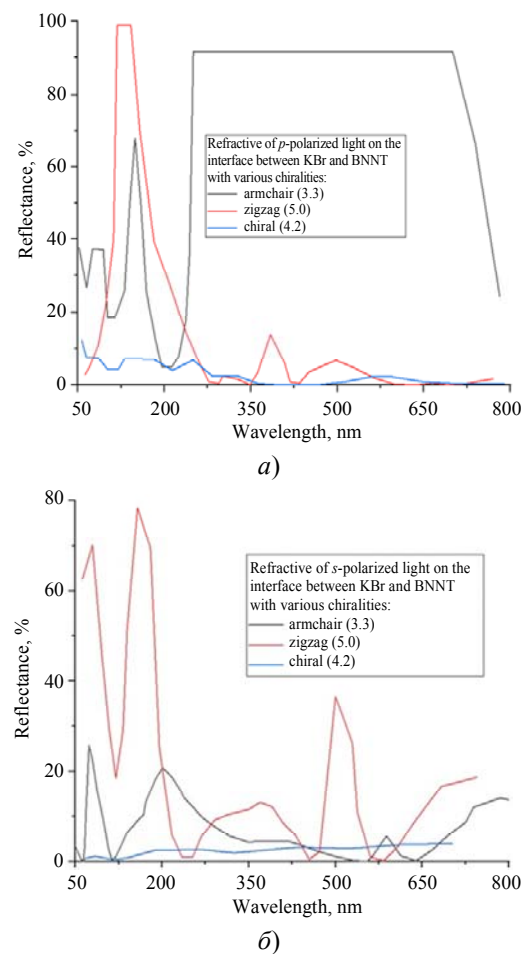 100
80
60
40
20
0
Reflectance, %
Refractive of p-polarized light on the
interface between KBr and BNNT
with various chiralities:
armchair (3.3)
zigzag (5.0)
chiral (4.2)
50 200 350 500 650 800
Wavelength, nm
а)
80
60
40
20
0
Reflectance, %
Refractive of s-polarized light on the
interface between KBr and BNNT
with various chiralities:
armchair (3.3)
zigzag (5.0)
chiral (4.2)
50 200 350 500 650 800
Wavelength, nm
б)